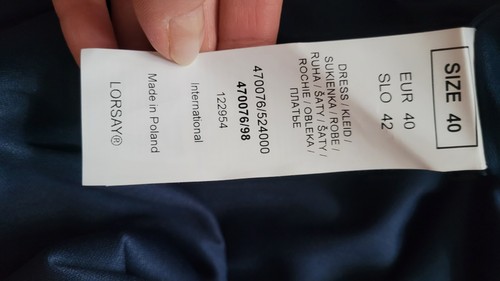 SIZE 40
EUR 40
SLO 42
DRESS / KLEID /
SUKIENKA / ROBE /
RUHA / ŠATY / ŠATY /
ROCHIE / OBLEKA /
ПЛАТЬЕ
470076/524000
470076/98
122954
International
Made in Poland
LORSAY®